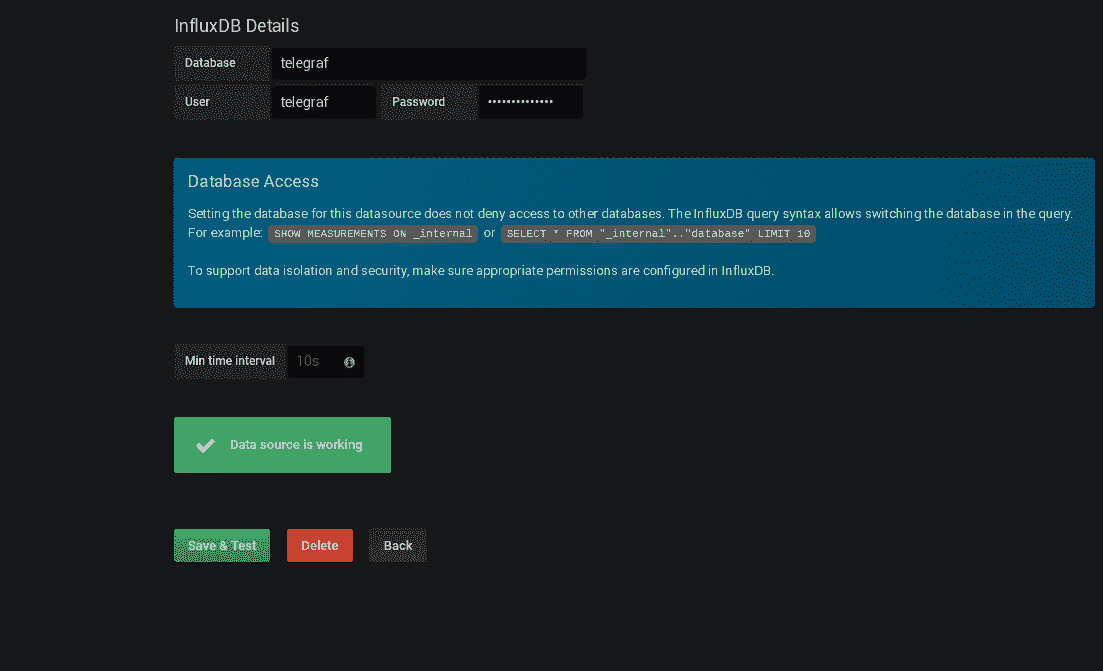 InfluxDB Details
Database telegraf
User telegraf Password •••••••••••••
Database Access
Setting the database for this datasource does not deny access to other databases. The InfluxDB query syntax allows switching the database in the query.
For example: SHOW MEASUREMENTS ON _internal or SELECT * FROM "_internal".."database" LIMIT 10
To support data isolation and security, make sure appropriate permissions are configured in InfluxDB.
Min time interval 10s
Data source is working
Save & Test Delete Back